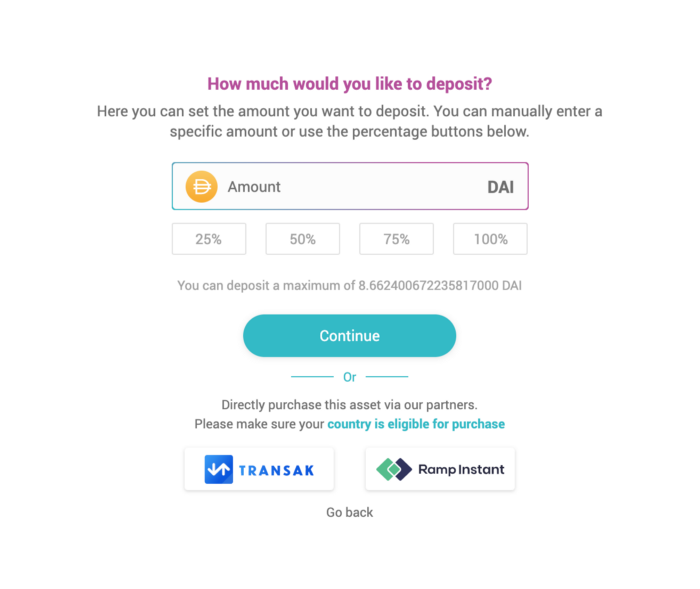 How much would you like to deposit?
Here you can set the amount you want to deposit. You can manually enter a
specific amount or use the percentage buttons below.
Amount DAI
25% 50% 75% 100%
You can deposit a maximum of 8.662400672235817000 DAI
Continue
Or
Directly purchase this asset via our partners.
Please make sure your country is eligible for purchase
TRANSAK Ramp Instant
Go back